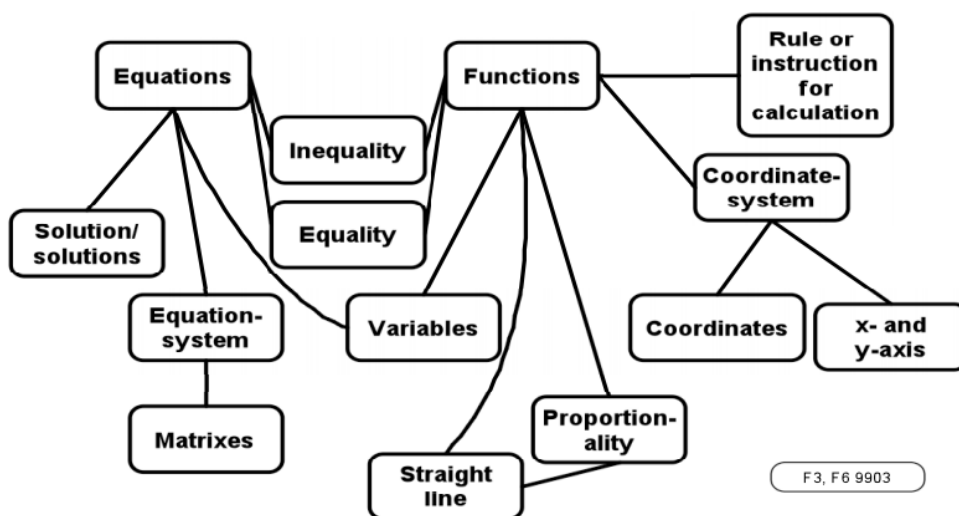 Equations
Functions
Rule or
instruction
for
calculation
Inequality
Equality
Coordinate-
system
Solution/
solutions
Equation-
system
Variables
Coordinates
x- and
y-axis
Matrixes
Proportion-
ality
Straight
line
F3, F6 9903